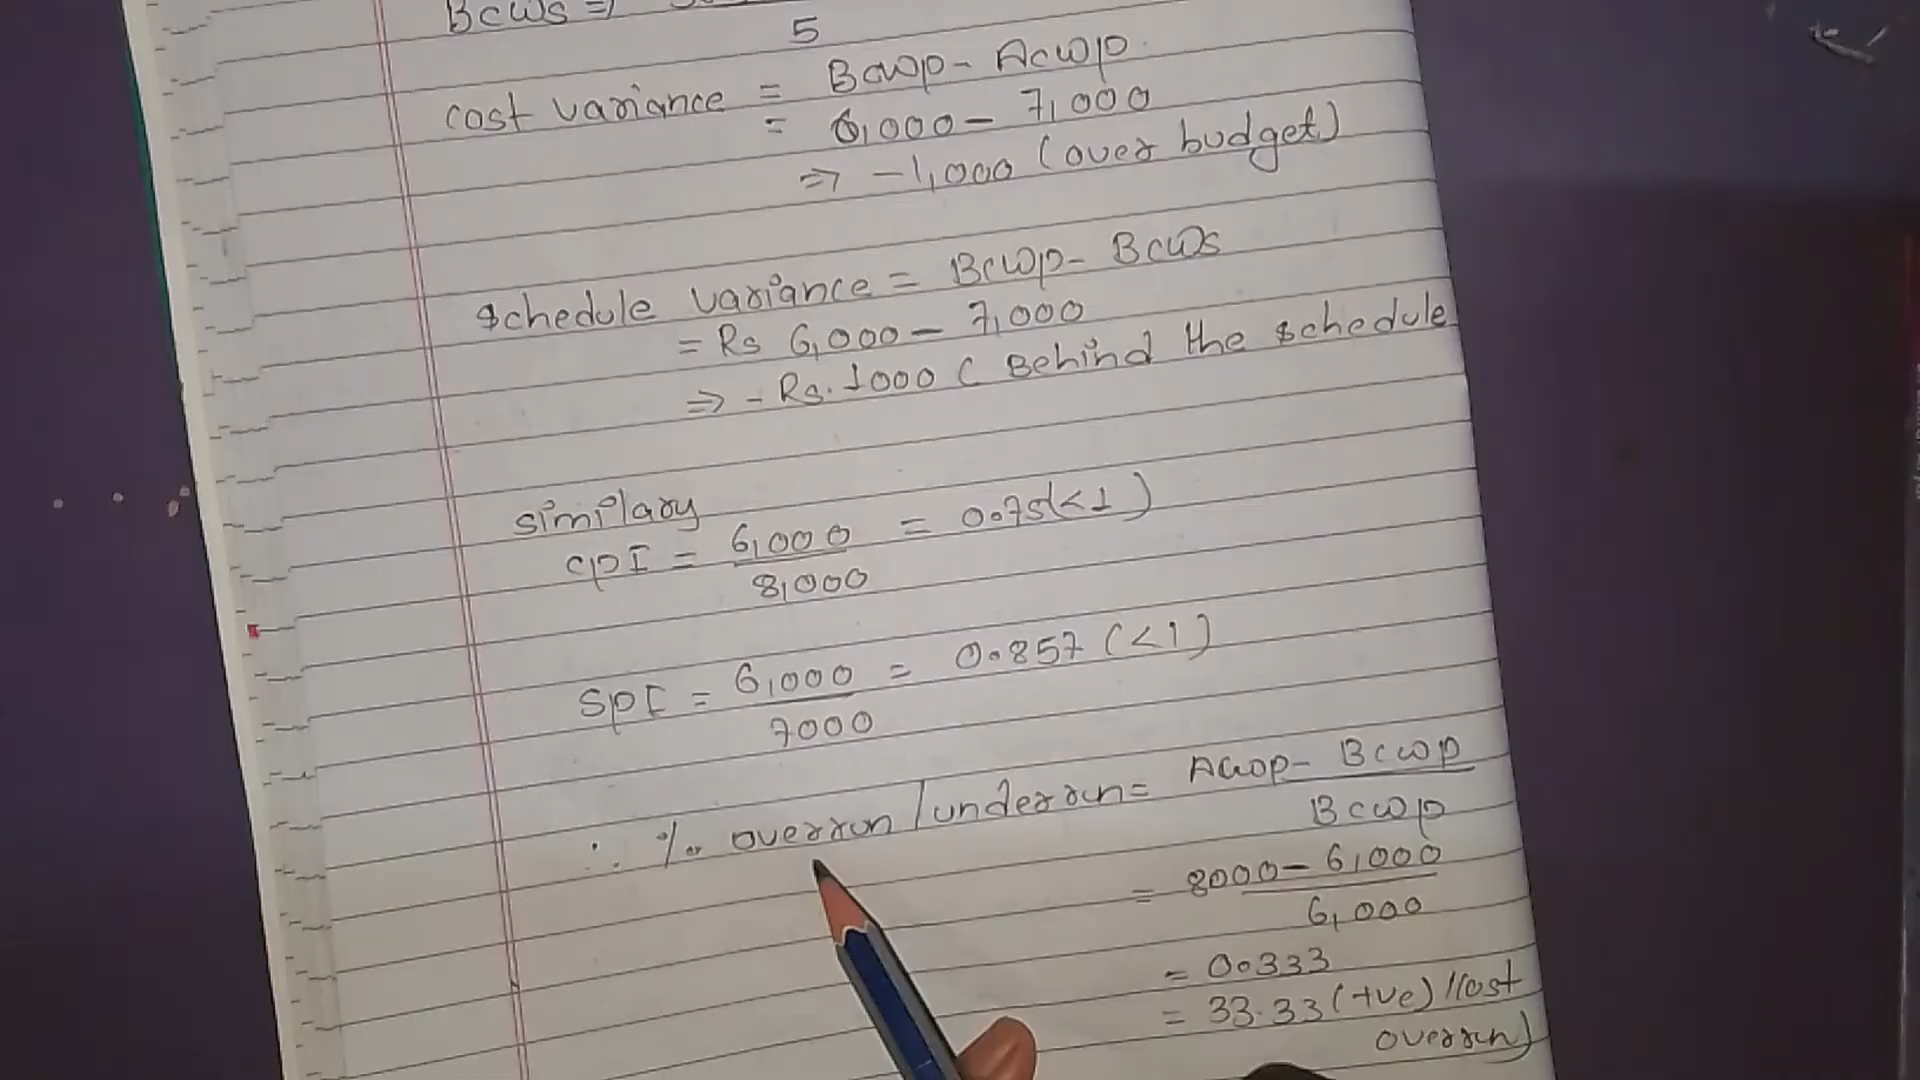 BCWS ⇒
5
cost variance = BCWP - ACWP
= 6,000 - 7,000
⇒ -1,000 (over budget)
schedule variance = BCWP - BCWS
= Rs 6,000 - 7,000
⇒ - Rs. 1000 ( Behind the schedule
similary
CPI = 6,000 = 0.75(<1)
8,000
SPI = 6,000 = 0.857 (<1)
7000
∴ % overrun / underrun = ACWP - BCWP
BCWP
= 8000 - 6,000
6,000
= 0.333
= 33.33 (+ve) / (cost
overrun)